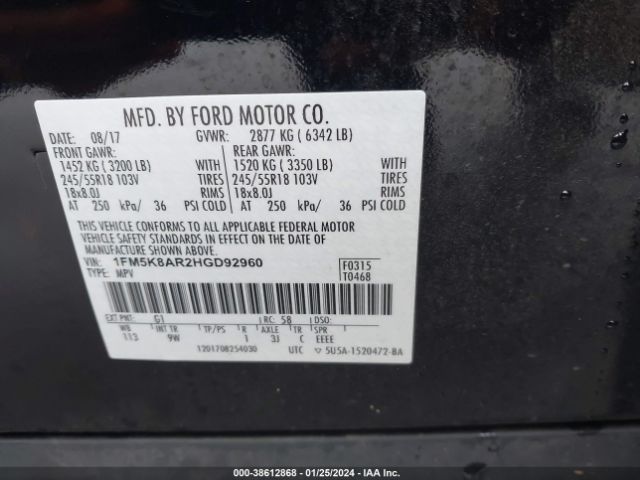 MFD. BY FORD MOTOR CO.
DATE: 08/17 GVWR: 2877 KG ( 6342 LB)
FRONT GAWR: REAR GAWR:
1452 KG ( 3200 LB) WITH 1520 KG ( 3350 LB) WITH
245/55R18 103V TIRES 245/55R18 103V TIRES
18x8.0J RIMS 18x8.0J RIMS
AT 250 kPa/ 36 PSI COLD AT 250 kPa/ 36 PSI COLD
THIS VEHICLE CONFORMS TO ALL APPLICABLE FEDERAL MOTOR
VEHICLE SAFETY STANDARDS IN EFFECT ON THE DATE OF
MANUFACTURE SHOWN ABOVE.
VIN: 1FM5K8AR2HGD92960 F0315
TYPE: MPV T0468
EXT PNT: G1 RC: 58 DSO:
WB INT TR TP/PS R AXLE TR SPR
113 9W 1 3J C EEEE
1201708254030 UTC ▽ 5U5A-1520472-BA
000-38612868 - 01/25/2024 - IAA Inc.